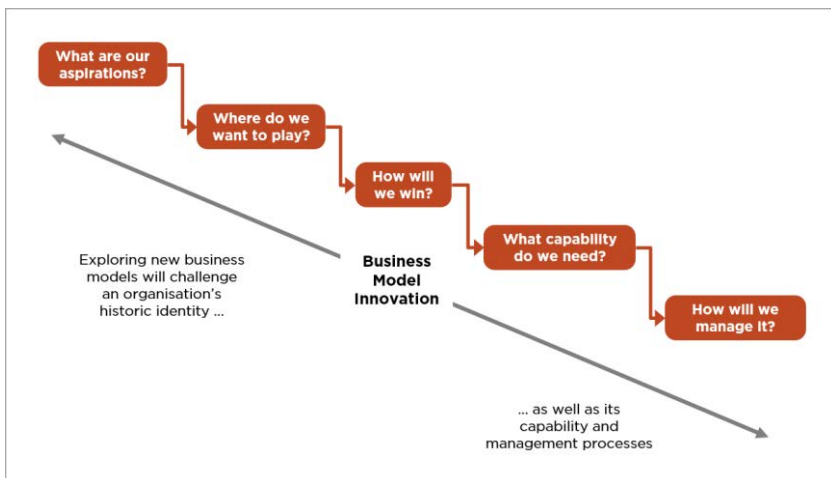 What are our
aspirations?
Where do we
want to play?
How will
we win?
What capability
do we need?
How will we
manage it?
Exploring new business
models will challenge
an organisation's
historic identity ...
Business
Model
Innovation
... as well as its
capability and
management processes